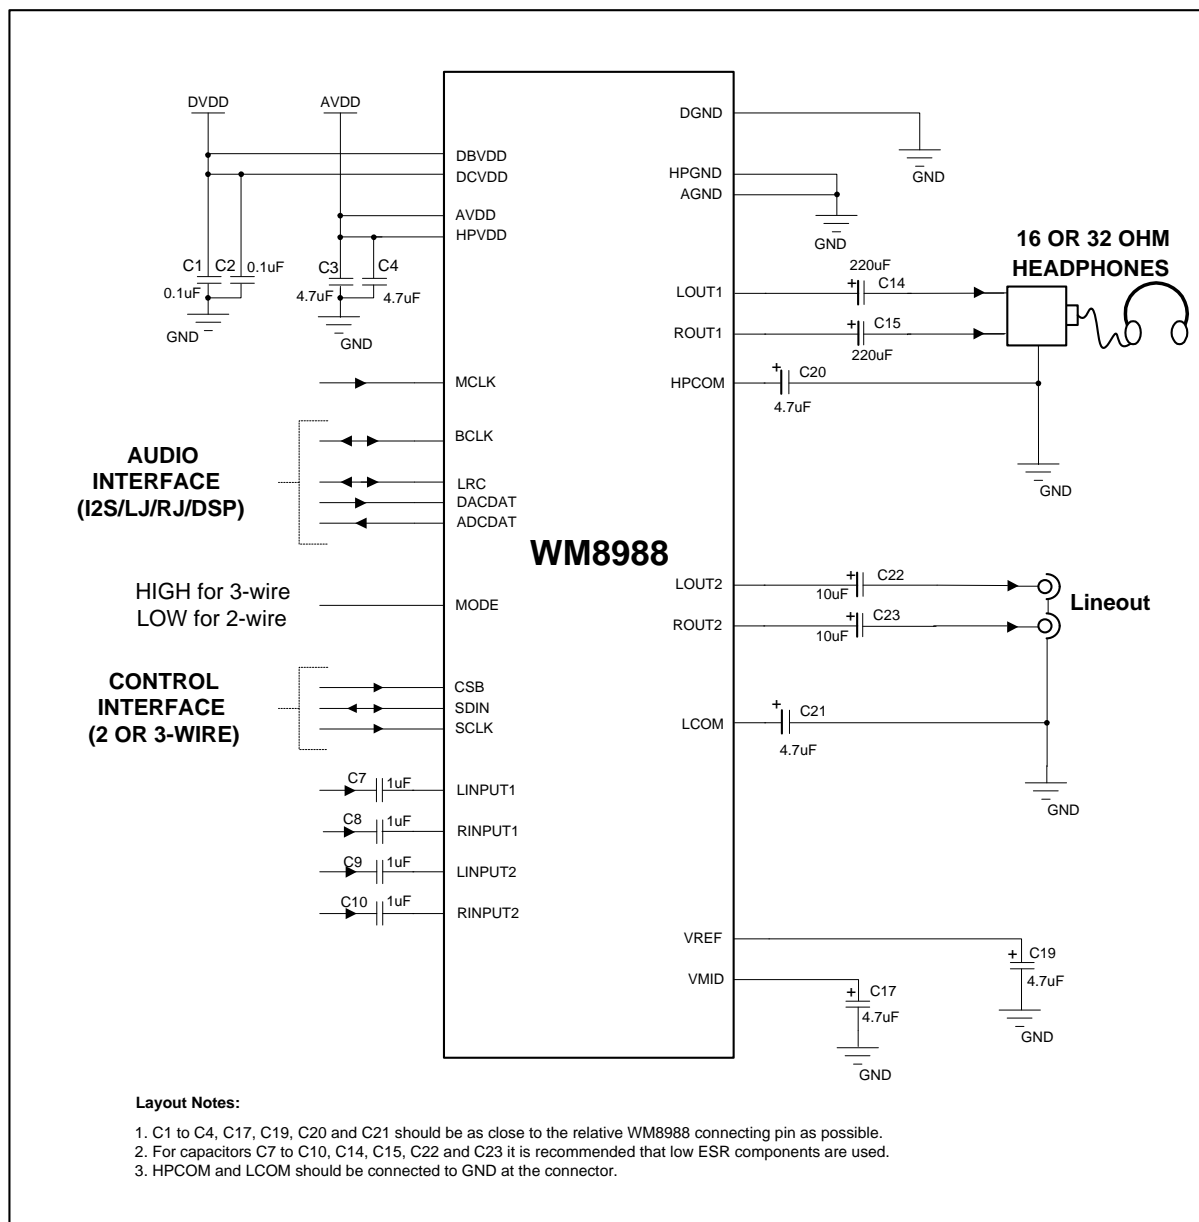 DVDD
AVDD
DBVDD
DCVDD
AVDD
HPVDD
C1
C2
0.1uF
0.1uF
C3
C4
4.7uF
4.7uF
GND
GND
MCLK
AUDIO
INTERFACE
(I2S/LJ/RJ/DSP)
BCLK
LRC
DACDAT
ADCDAT
HIGH for 3-wire
LOW for 2-wire
MODE
CONTROL
INTERFACE
(2 OR 3-WIRE)
CSB
SDIN
SCLK
C7
1uF
LINPUT1
C8
1uF
RINPUT1
C9
1uF
LINPUT2
C10
1uF
RINPUT2
WM8988
DGND
GND
HPGND
AGND
GND
16 OR 32 OHM
HEADPHONES
220uF
LOUT1
+
C14
ROUT1
+
C15
220uF
HPCOM
+
C20
4.7uF
GND
LOUT2
+
C22
10uF
Lineout
ROUT2
+
C23
10uF
LCOM
+
C21
4.7uF
GND
VREF
+
C19
4.7uF
GND
VMID
+
C17
4.7uF
GND
Layout Notes:
1. C1 to C4, C17, C19, C20 and C21 should be as close to the relative WM8988 connecting pin as possible.
2. For capacitors C7 to C10, C14, C15, C22 and C23 it is recommended that low ESR components are used.
3. HPCOM and LCOM should be connected to GND at the connector.